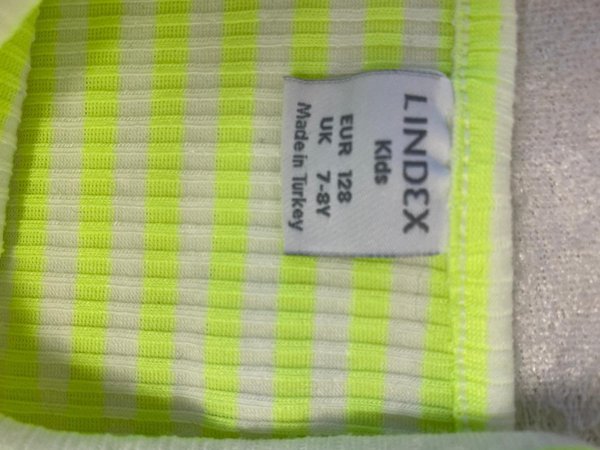 LINDEX
Kids
EUR 128
UK 7-8Y
Made in Turkey